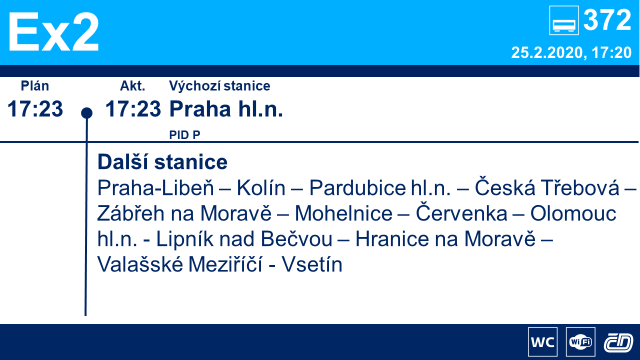 Ex2
372
25.2.2020, 17:20
Plán Akt. Výchozí stanice
17:23 17:23 Praha hl.n.
PID P
Další stanice
Praha-Libeň – Kolín – Pardubice hl.n. – Česká Třebová –
Zábřeh na Moravě – Mohelnice – Červenka – Olomouc
hl.n. - Lipník nad Bečvou – Hranice na Moravě –
Valašské Meziříčí - Vsetín
WC WiFi ČD